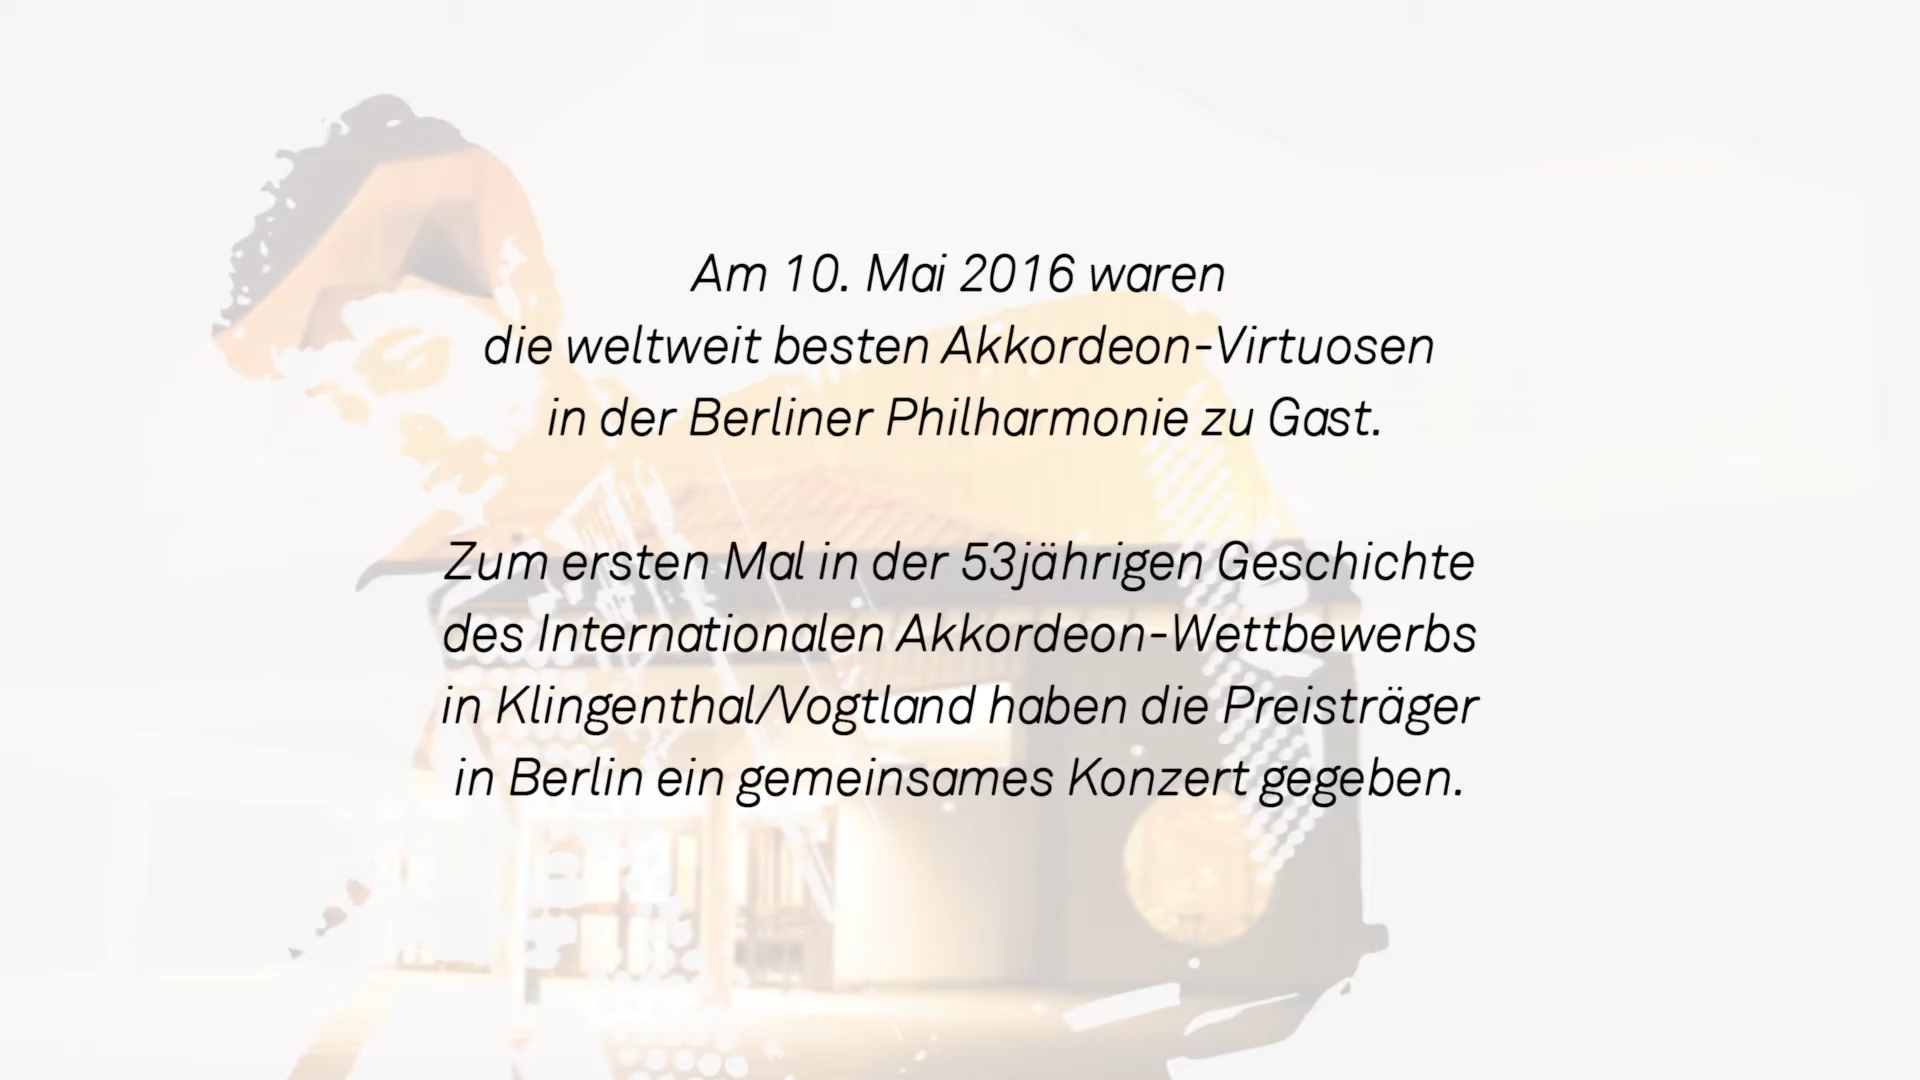 Am 10. Mai 2016 waren
die weltweit besten Akkordeon-Virtuosen
in der Berliner Philharmonie zu Gast.
Zum ersten Mal in der 53jährigen Geschichte
des Internationalen Akkordeon-Wettbewerbs
in Klingenthal/Vogtland haben die Preisträger
in Berlin ein gemeinsames Konzert gegeben.